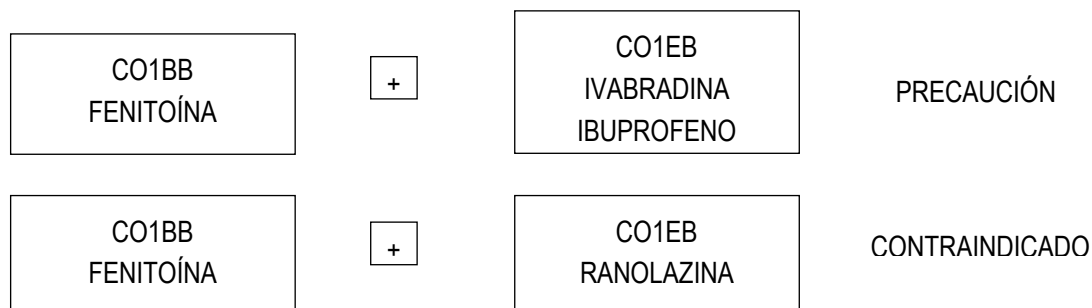 CO1BB
FENITOÍNA
+
CO1EB
IVABRADINA
IBUPROFENO
PRECAUCIÓN
CO1BB
FENITOÍNA
+
CO1EB
RANOLAZINA
CONTRAINDICADO